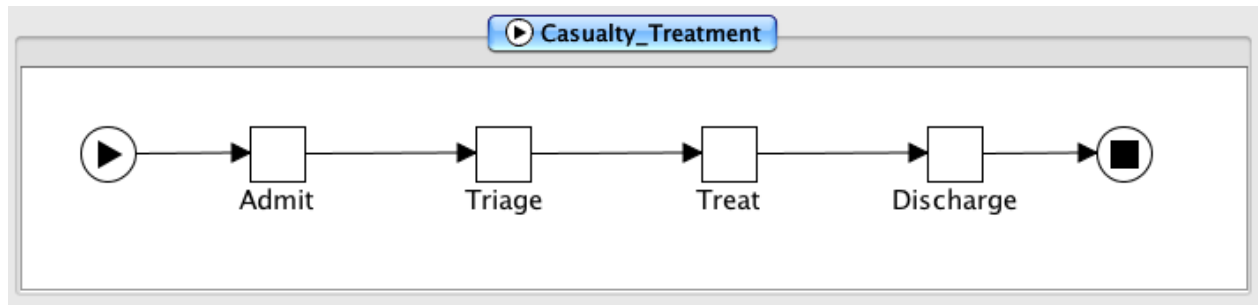 Casualty_Treatment
Admit
Triage
Treat
Discharge